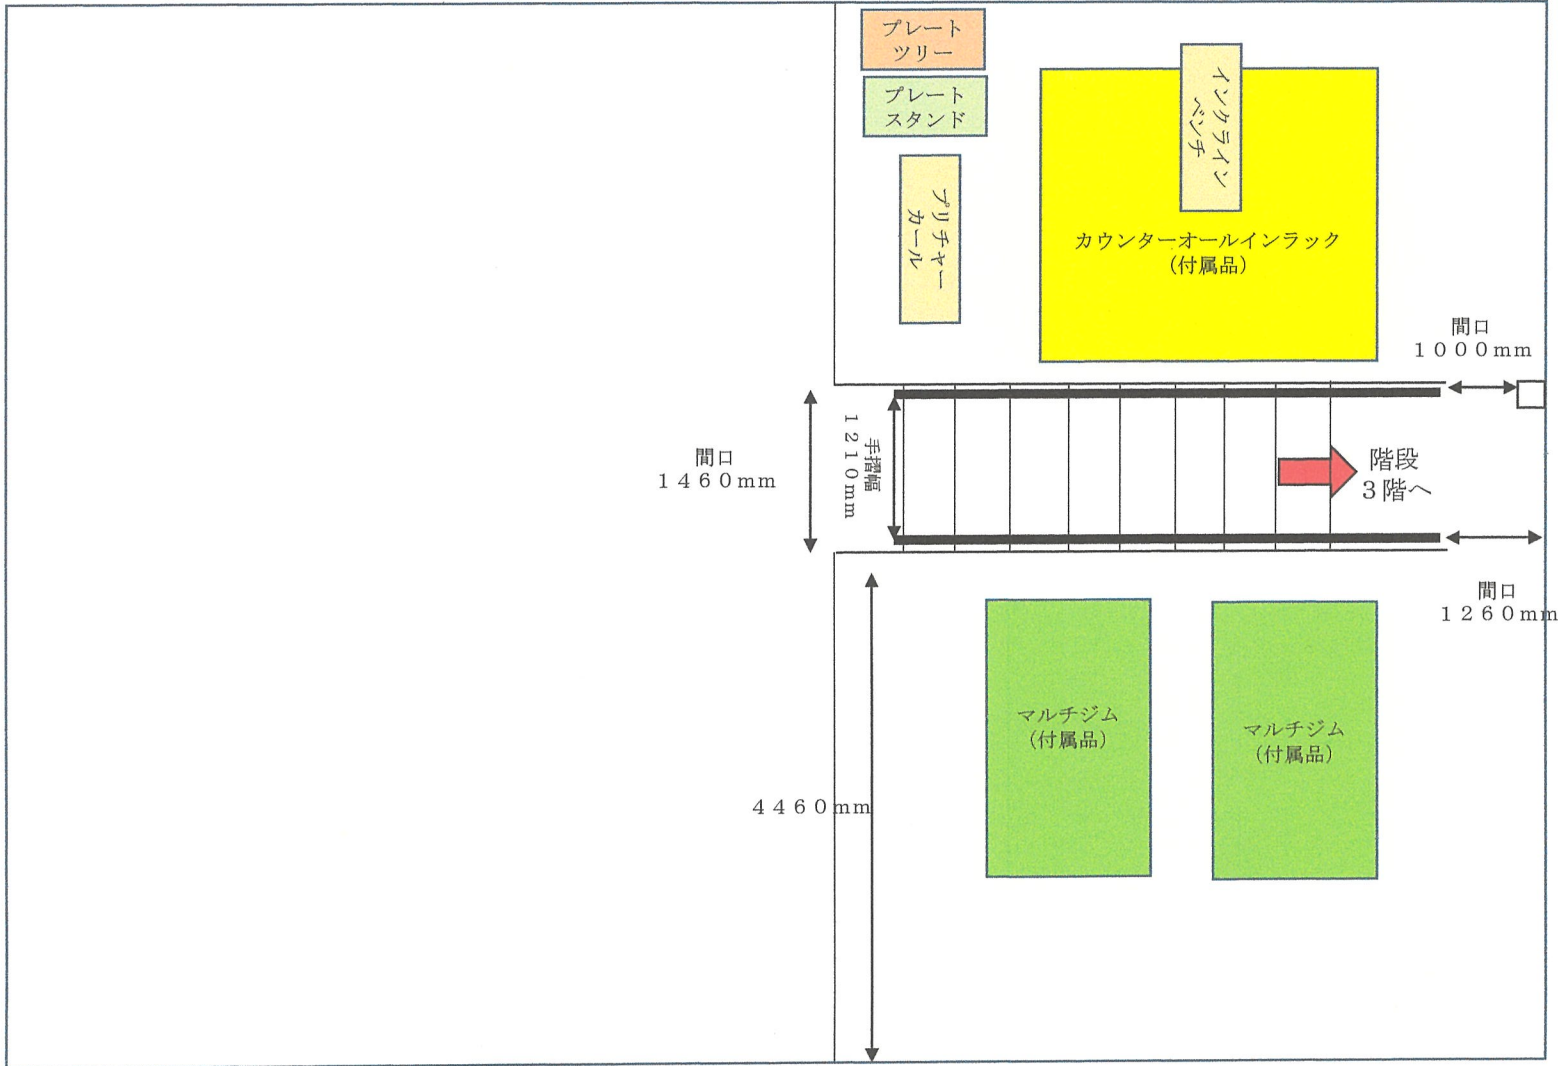 プレート
ツリー
プレート
スタンド
プリチャー
カール
インクライン
ベンチ
カウンターオールインラック
(付属品)
間口
１０００mm
間口
１４６０mm
手摺幅
１２１０mm
階段
３階へ
間口
１２６０mm
マルチジム
(付属品)
マルチジム
(付属品)
４４６０mm